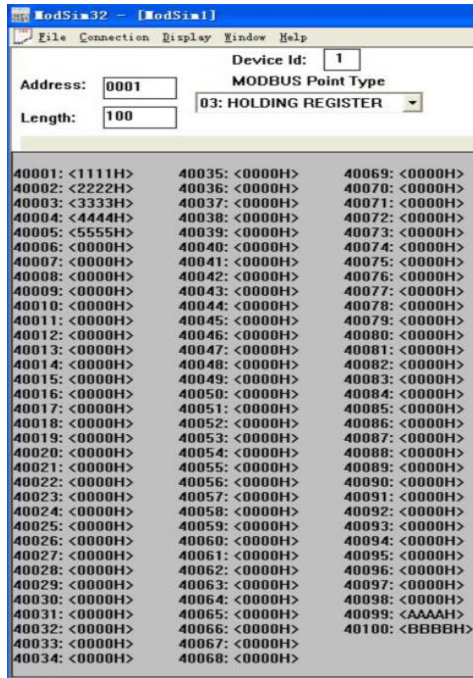 ModSim32 - [ModSim1]
File Connection Display Window Help
Device Id: 1
Address: 0001
MODBUS Point Type
03: HOLDING REGISTER
Length: 100
40001: <1111H> 40035: <0000H> 40069: <0000H>
40002: <2222H> 40036: <0000H> 40070: <0000H>
40003: <3333H> 40037: <0000H> 40071: <0000H>
40004: <4444H> 40038: <0000H> 40072: <0000H>
40005: <5555H> 40039: <0000H> 40073: <0000H>
40006: <0000H> 40040: <0000H> 40074: <0000H>
40007: <0000H> 40041: <0000H> 40075: <0000H>
40008: <0000H> 40042: <0000H> 40076: <0000H>
40009: <0000H> 40043: <0000H> 40077: <0000H>
40010: <0000H> 40044: <0000H> 40078: <0000H>
40011: <0000H> 40045: <0000H> 40079: <0000H>
40012: <0000H> 40046: <0000H> 40080: <0000H>
40013: <0000H> 40047: <0000H> 40081: <0000H>
40014: <0000H> 40048: <0000H> 40082: <0000H>
40015: <0000H> 40049: <0000H> 40083: <0000H>
40016: <0000H> 40050: <0000H> 40084: <0000H>
40017: <0000H> 40051: <0000H> 40085: <0000H>
40018: <0000H> 40052: <0000H> 40086: <0000H>
40019: <0000H> 40053: <0000H> 40087: <0000H>
40020: <0000H> 40054: <0000H> 40088: <0000H>
40021: <0000H> 40055: <0000H> 40089: <0000H>
40022: <0000H> 40056: <0000H> 40090: <0000H>
40023: <0000H> 40057: <0000H> 40091: <0000H>
40024: <0000H> 40058: <0000H> 40092: <0000H>
40025: <0000H> 40059: <0000H> 40093: <0000H>
40026: <0000H> 40060: <0000H> 40094: <0000H>
40027: <0000H> 40061: <0000H> 40095: <0000H>
40028: <0000H> 40062: <0000H> 40096: <0000H>
40029: <0000H> 40063: <0000H> 40097: <0000H>
40030: <0000H> 40064: <0000H> 40098: <0000H>
40031: <0000H> 40065: <0000H> 40099: <AAAAH>
40032: <0000H> 40066: <0000H> 40100: <BBBBH>
40033: <0000H> 40067: <0000H>
40034: <0000H> 40068: <0000H>